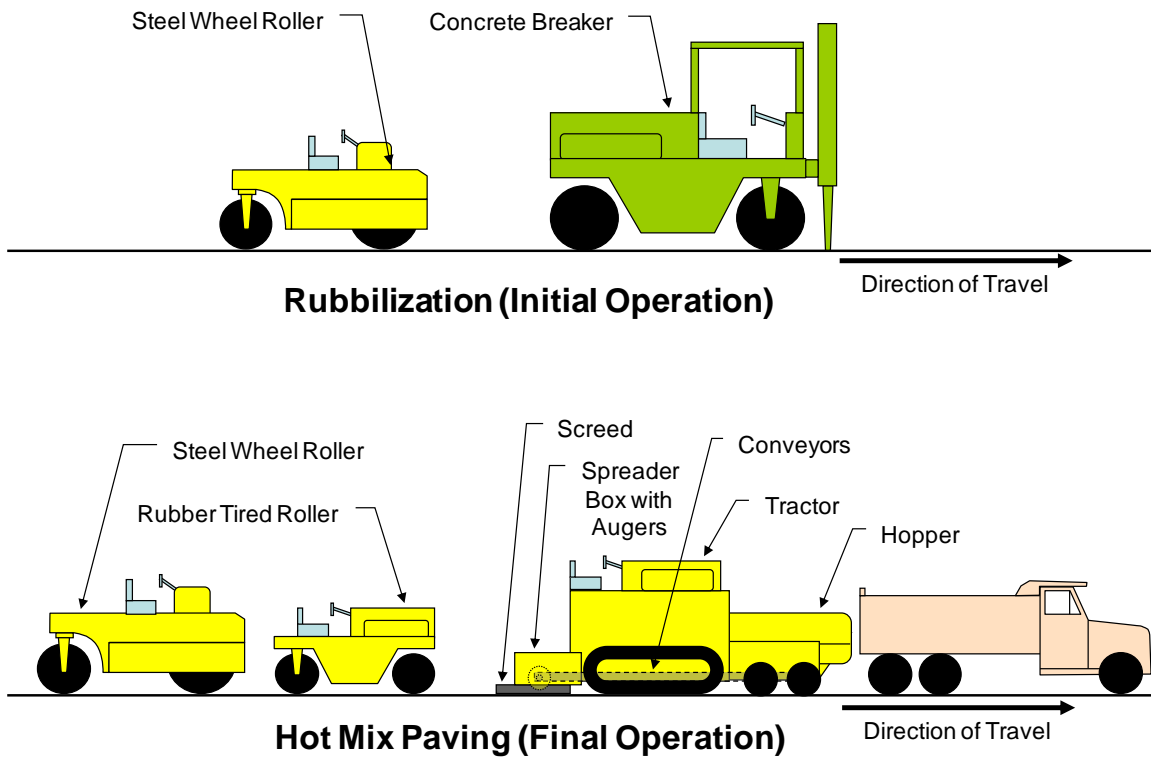 Steel Wheel Roller
Concrete Breaker
Direction of Travel
Rubbilization (Initial Operation)
Screed
Conveyors
Steel Wheel Roller
Spreader
Box with
Augers
Tractor
Rubber Tired Roller
Hopper
Direction of Travel
Hot Mix Paving (Final Operation)